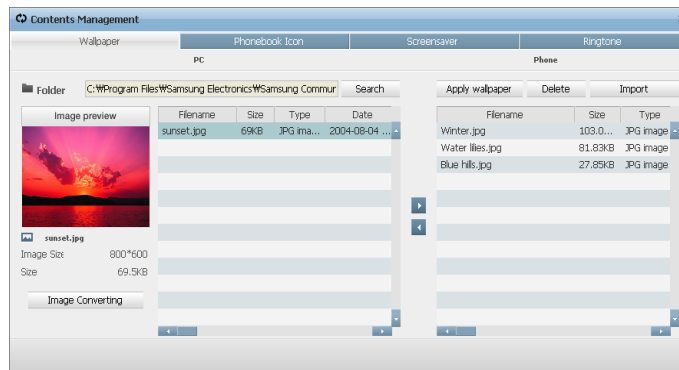 Contents Management
Wallpaper Phonebook Icon Screensaver Ringtone
PC Phone
Folder C:₩Program Files₩Samsung Electronics₩Samsung Commur Search Apply wallpaper Delete Import
Image preview Filename Size Type Date Filename Size Type
sunset.jpg 69KB JPG ima... 2004-08-04 ... Winter.jpg 103.0... JPG image
Water lilies.jpg 81.83KB JPG image
Blue hills.jpg 27.85KB JPG image
sunset.jpg
Image Size 800*600
Size 69.5KB
Image Converting